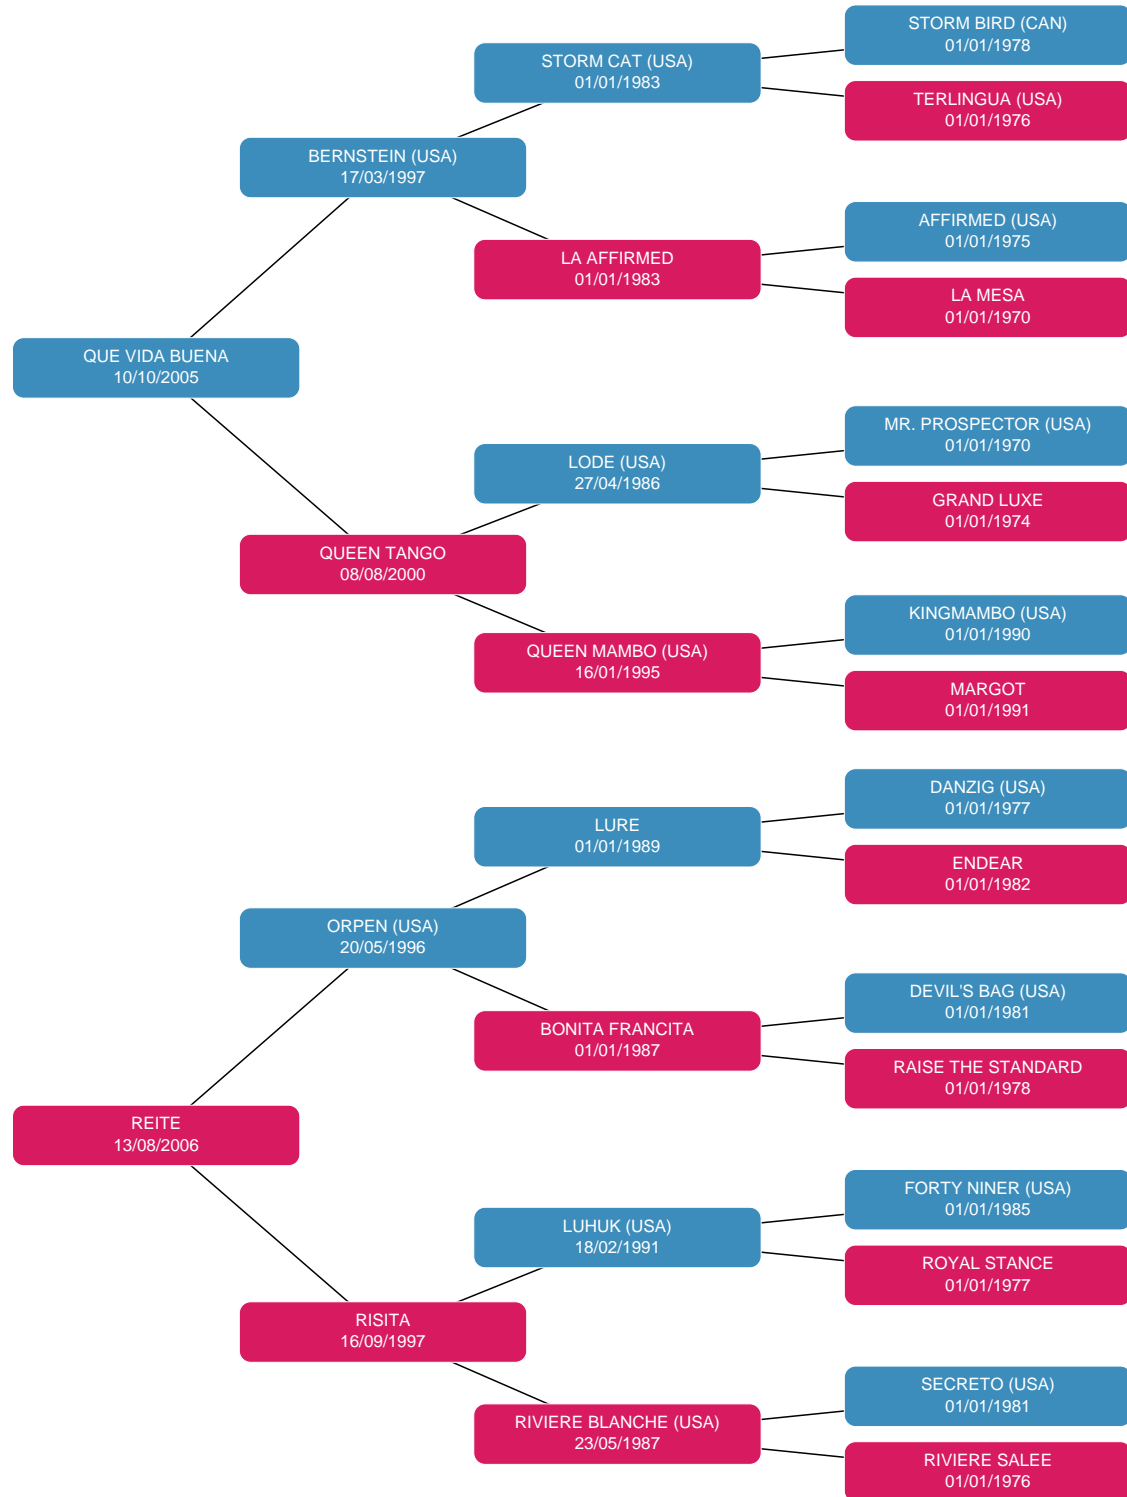 STORM BIRD (CAN)
01/01/1978
STORM CAT (USA)
01/01/1983
TERLINGUA (USA)
01/01/1976
BERNSTEIN (USA)
17/03/1997
AFFIRMED (USA)
01/01/1975
LA AFFIRMED
01/01/1983
LA MESA
01/01/1970
QUE VIDA BUENA
10/10/2005
MR. PROSPECTOR (USA)
01/01/1970
LODE (USA)
27/04/1986
GRAND LUXE
01/01/1974
QUEEN TANGO
08/08/2000
KINGMAMBO (USA)
01/01/1990
QUEEN MAMBO (USA)
16/01/1995
MARGOT
01/01/1991
DANZIG (USA)
01/01/1977
LURE
01/01/1989
ENDEAR
01/01/1982
ORPEN (USA)
20/05/1996
DEVIL'S BAG (USA)
01/01/1981
BONITA FRANCITA
01/01/1987
RAISE THE STANDARD
01/01/1978
REITE
13/08/2006
FORTY NINER (USA)
01/01/1985
LUHUK (USA)
18/02/1991
ROYAL STANCE
01/01/1977
RISITA
16/09/1997
SECRETO (USA)
01/01/1981
RIVIERE BLANCHE (USA)
23/05/1987
RIVIERE SALEE
01/01/1976